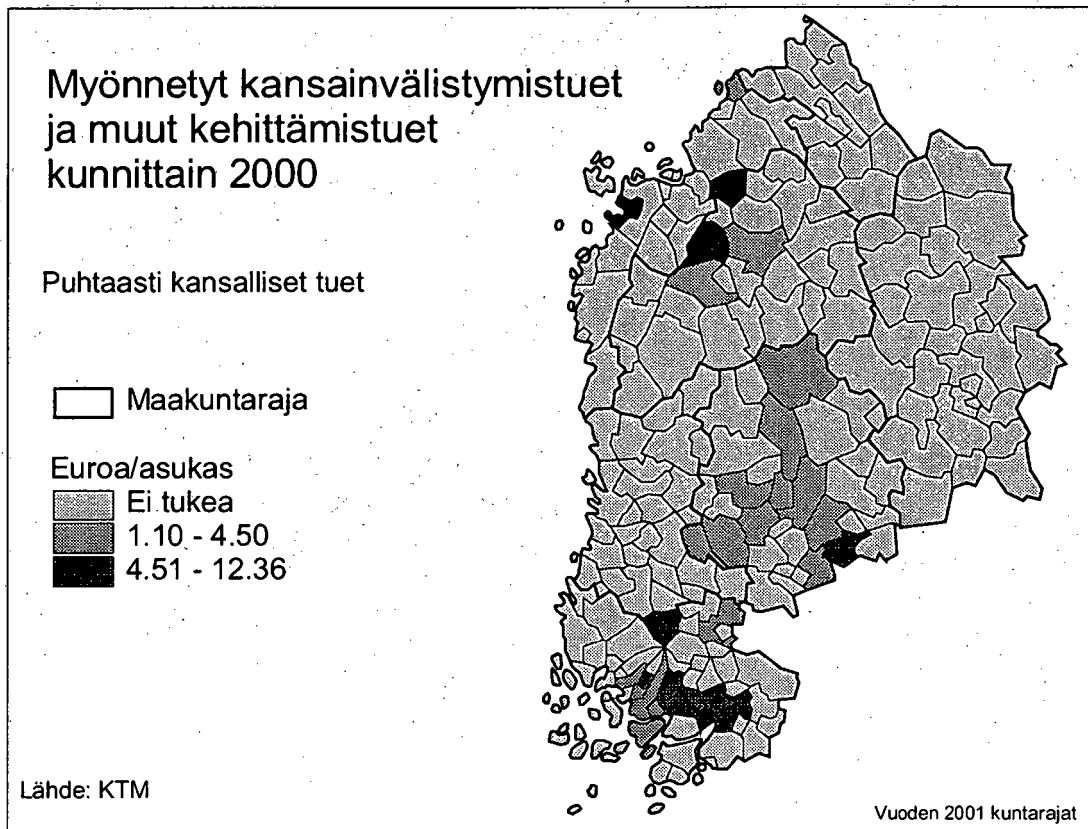 Myönnetyt kansainvälistymistuet
ja muut kehittämistuet
kunnittain 2000
Puhtaasti kansalliset tuet
Maakuntaraja
Euroa/asukas
Ei tukea
1.10 - 4.50
4.51 - 12.36
Lähde: KTM
Vuoden 2001 kuntarajat